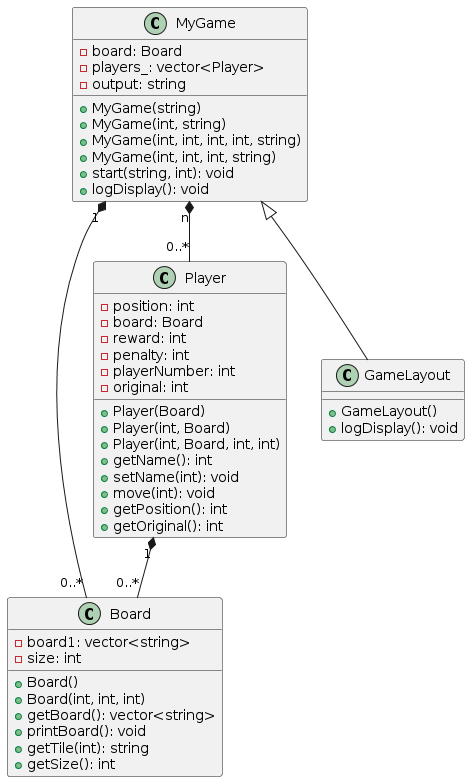 C MyGame
board: Board
players_: vector<Player>
output: string
MyGame(string)
MyGame(int, string)
MyGame(int, int, int, int, string)
MyGame(int, int, int, string)
start(string, int): void
logDisplay(): void
1
n
0..*
C Player
position: int
board: Board
reward: int
penalty: int
playerNumber: int
original: int
Player(Board)
Player(int, Board)
Player(int, Board, int, int)
getName(): int
setName(int): void
move(int): void
getPosition(): int
getOriginal(): int
C GameLayout
GameLayout()
logDisplay(): void
1
0..*
0..*
C Board
board1: vector<string>
size: int
Board()
Board(int, int, int)
getBoard(): vector<string>
printBoard(): void
getTile(int): string
getSize(): int